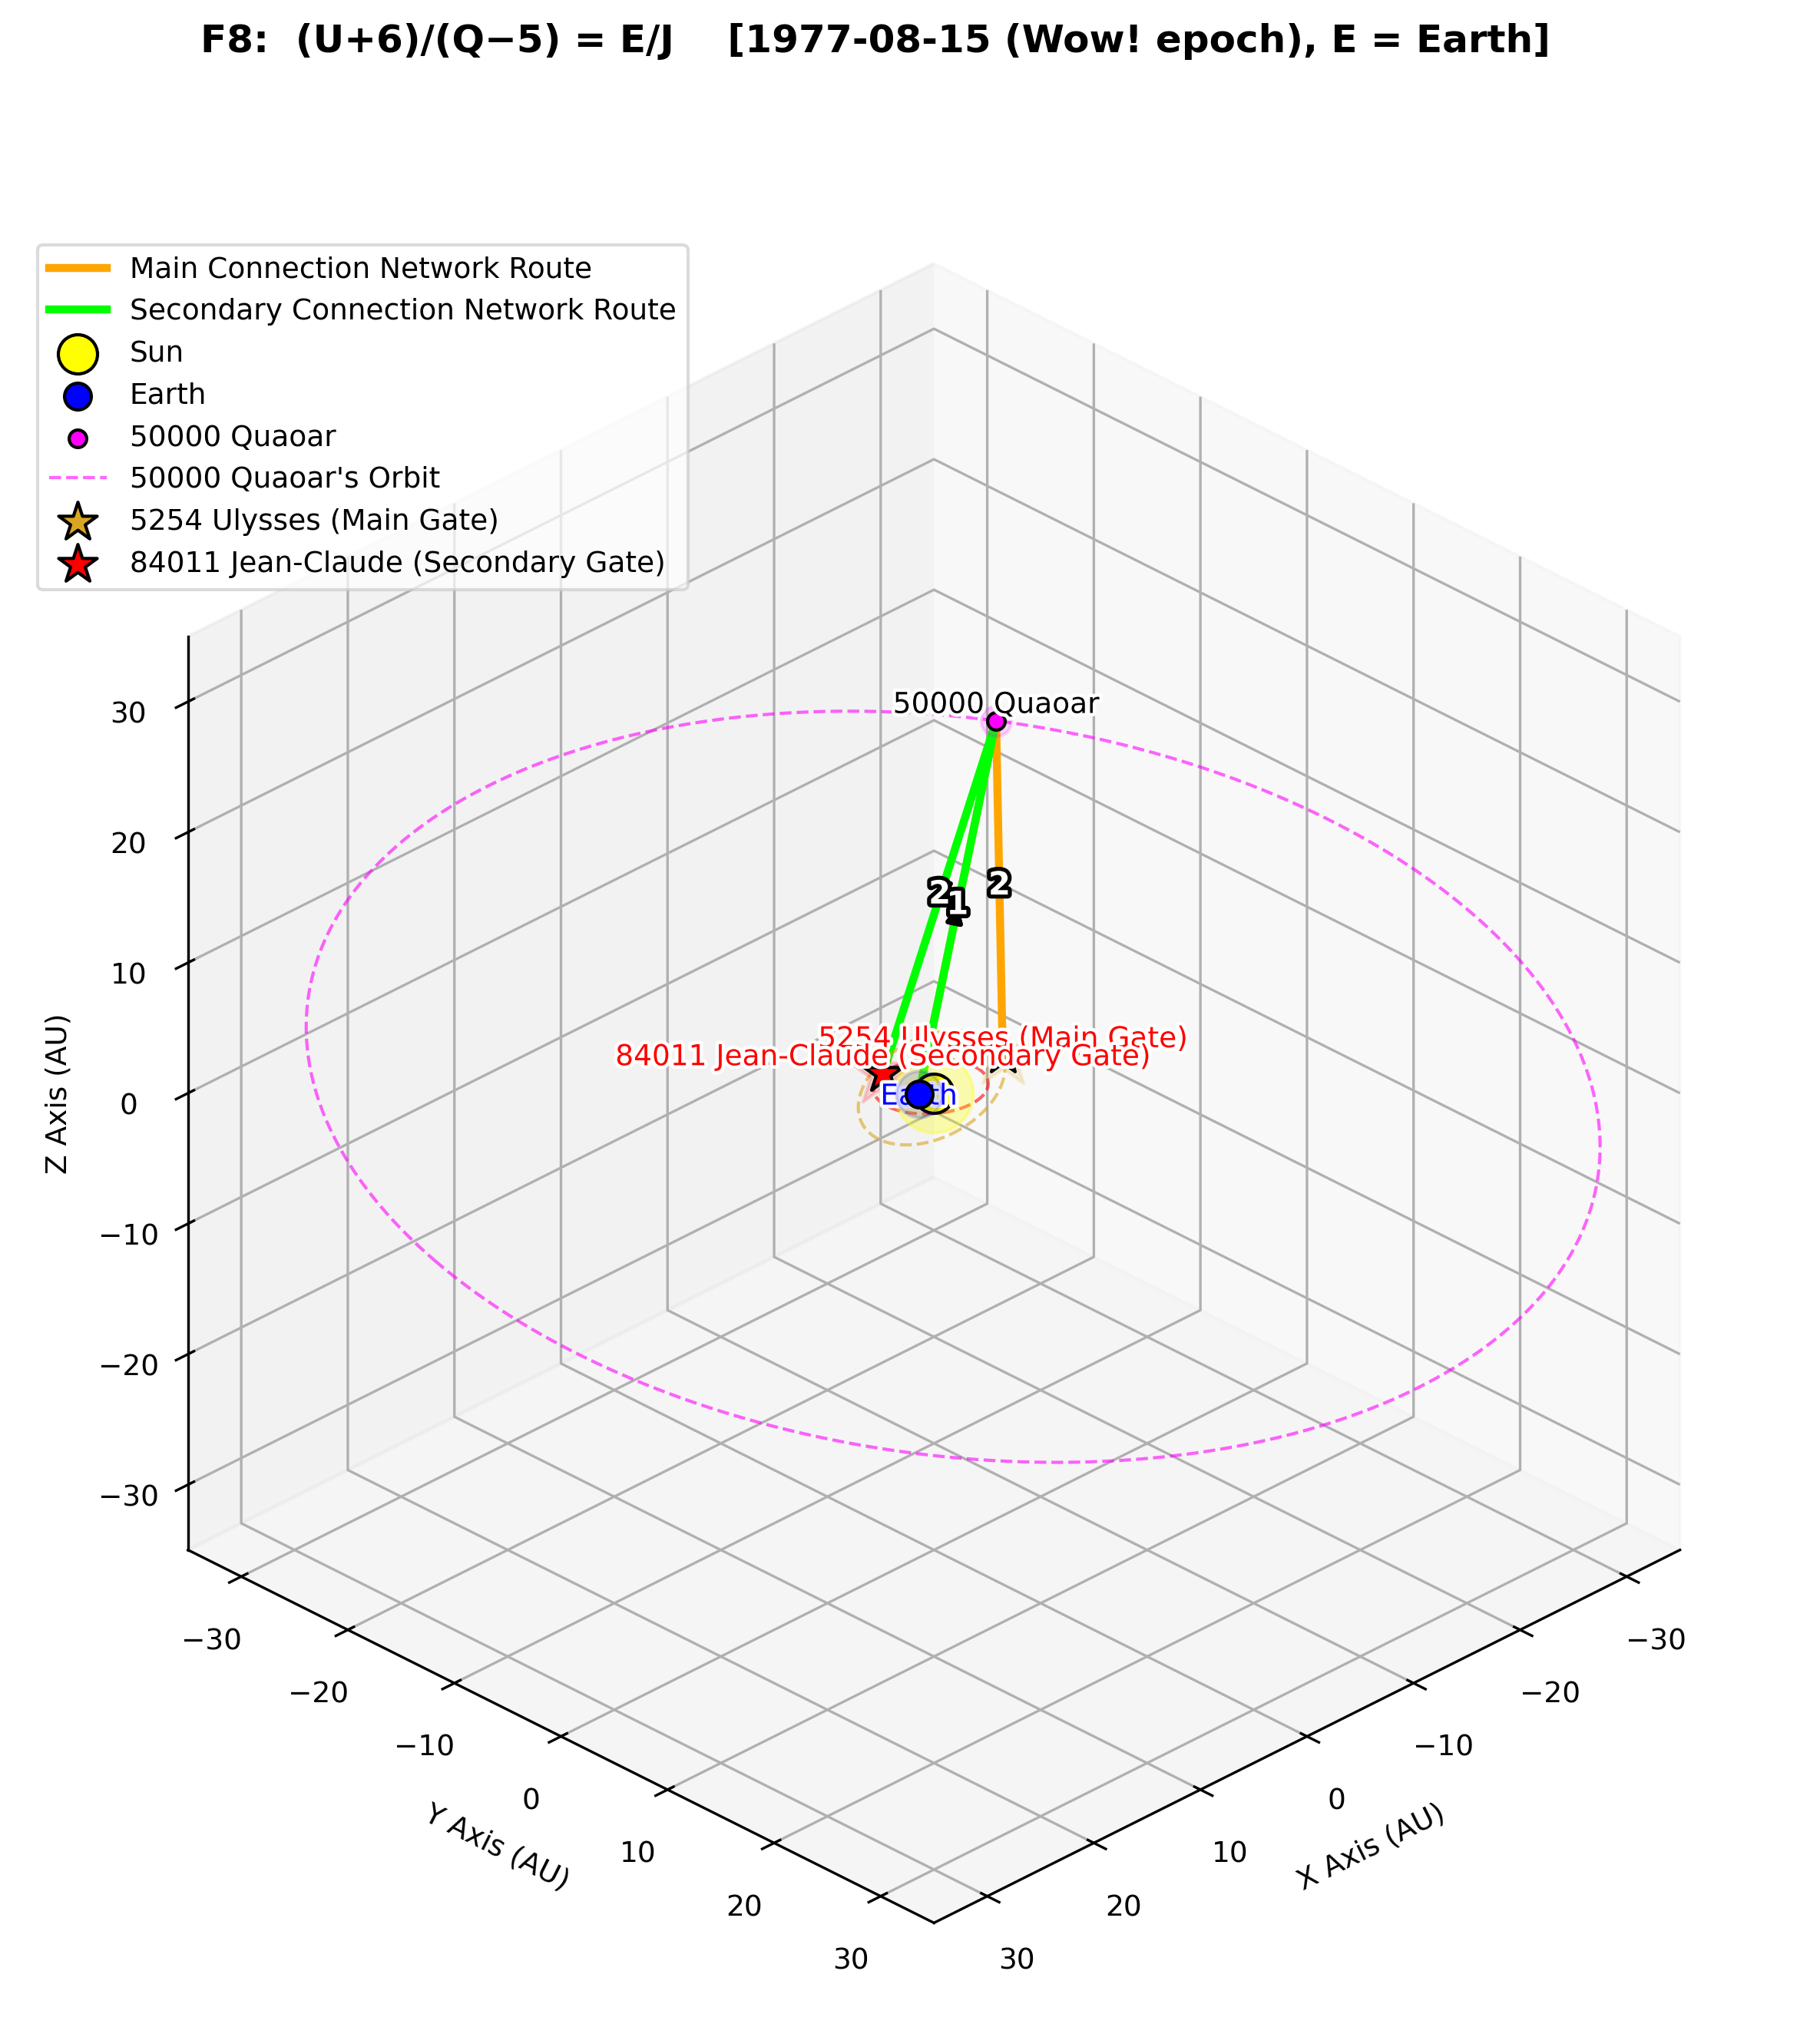 F8:  (U+6)/(Q−5) = E/J    [1977-08-15 (Wow! epoch), E = Earth]
Main Connection Network Route
Secondary Connection Network Route
Sun
Earth
50000 Quaoar
50000 Quaoar's Orbit
5254 Ulysses (Main Gate)
84011 Jean-Claude (Secondary Gate)
50000 Quaoar
2
1
2
5254 Ulysses (Main Gate)
84011 Jean-Claude (Secondary Gate)
Earth
Z Axis (AU)
30
20
10
0
−10
−20
−30
Y Axis (AU)
−30
−20
−10
0
10
20
30
X Axis (AU)
−30
−20
−10
0
10
20
30